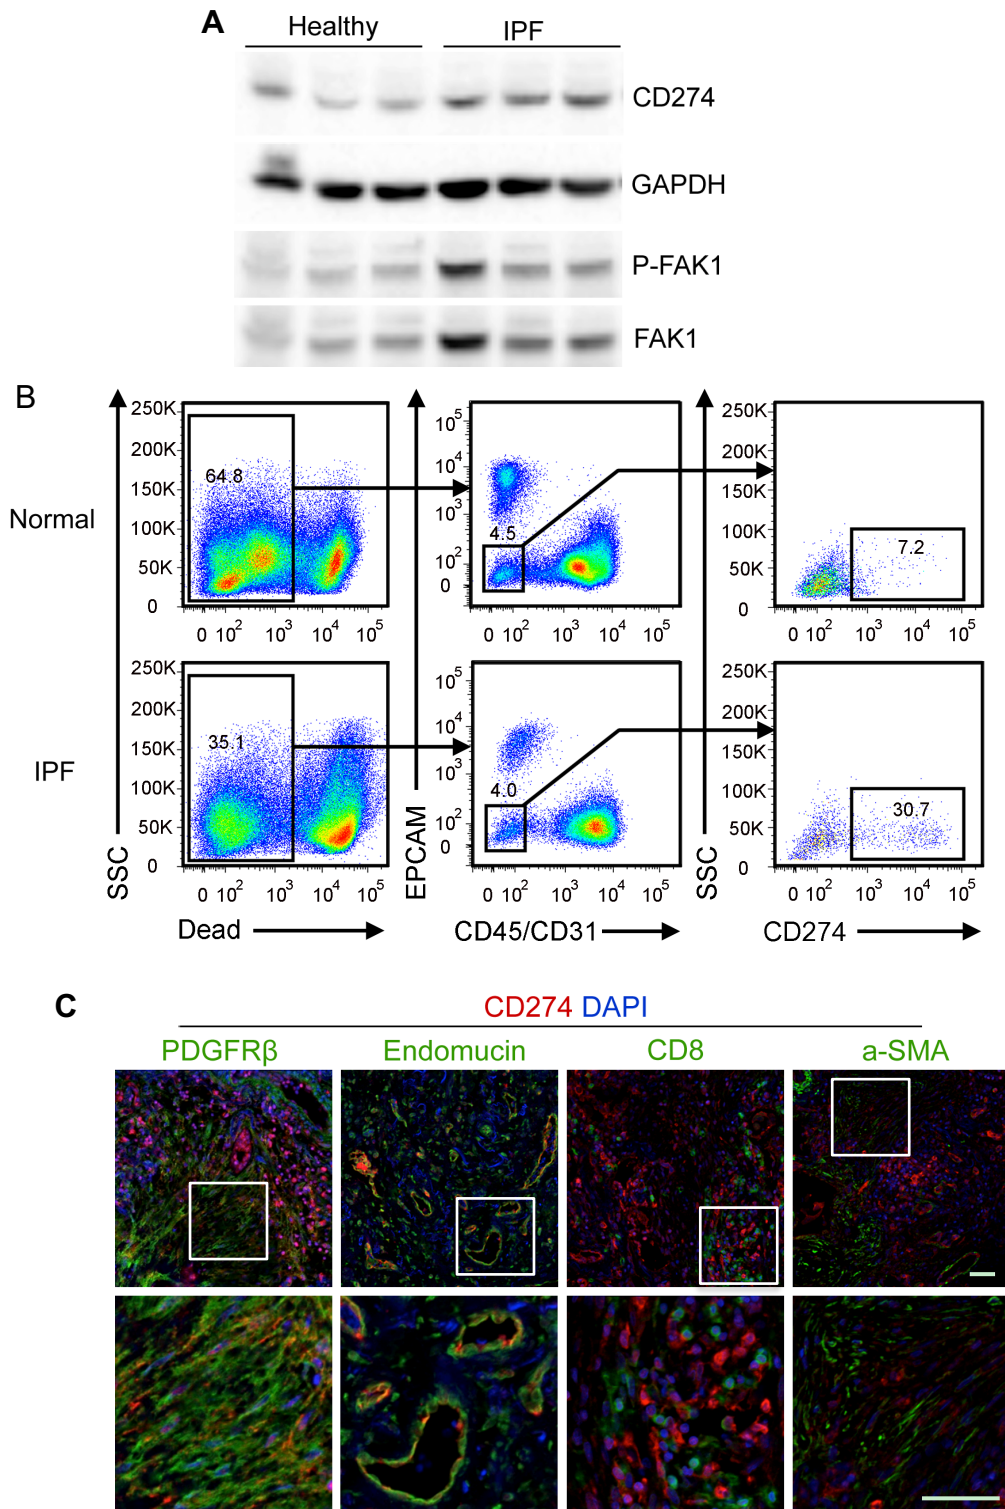 A
Healthy IPF
CD274
GAPDH
P-FAK1
FAK1
B
Normal
250K
200K
150K
100K
50K
0
64.8
0 10² 10³ 10⁴ 10⁵
10⁵
10⁴
10³
10²
0
4.5
0 10² 10³ 10⁴ 10⁵
250K
200K
150K
100K
50K
0
7.2
0 10² 10³ 10⁴ 10⁵
IPF
250K
200K
150K
100K
50K
0
35.1
0 10² 10³ 10⁴ 10⁵
10⁵
10⁴
10³
10²
0
4.0
0 10² 10³ 10⁴ 10⁵
250K
200K
150K
100K
50K
0
30.7
0 10² 10³ 10⁴ 10⁵
SSC
EPCAM
SSC
Dead
CD45/CD31
CD274
C
CD274 DAPI
PDGFRβ Endomucin CD8 a-SMA